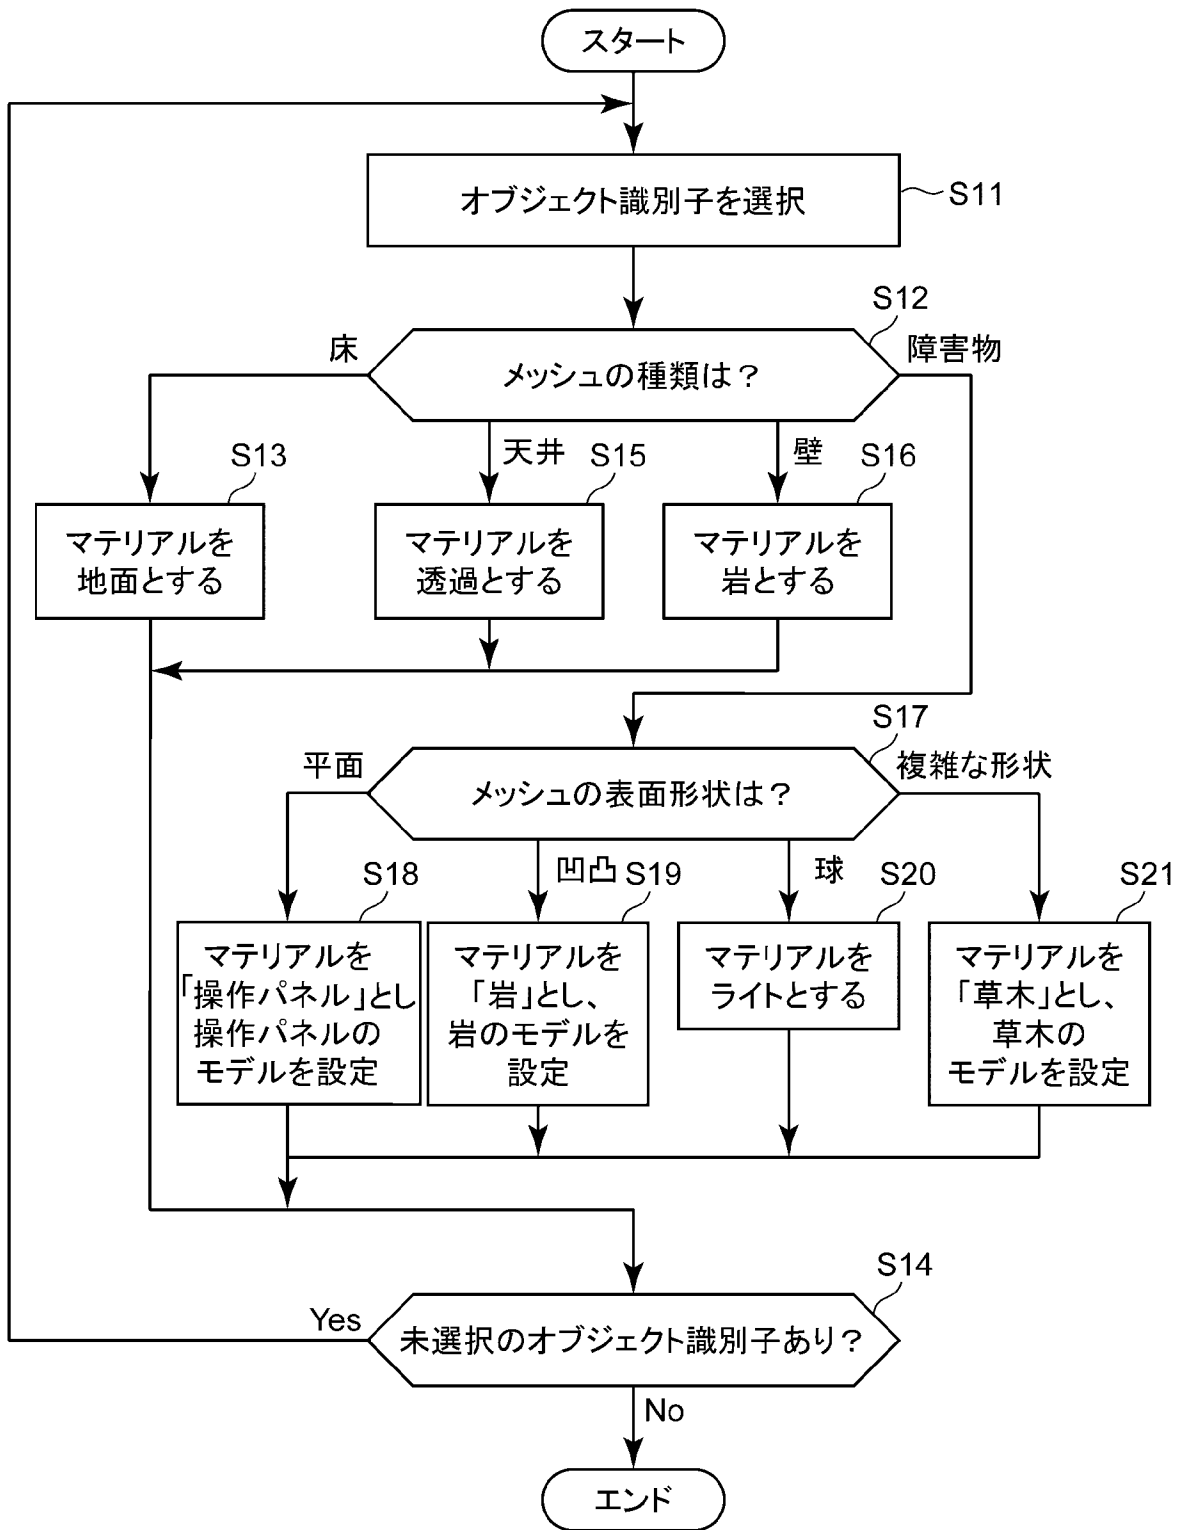 スタート
オブジェクト識別子を選択
S11
S12
床
メッシュの種類は？
障害物
天井
壁
S13
S15
S16
マテリアルを
地面とする
マテリアルを
透過とする
マテリアルを
岩とする
S17
平面
メッシュの表面形状は？
複雑な形状
凹凸
球
S18
S19
S20
S21
マテリアルを
「操作パネル」とし
操作パネルの
モデルを設定
マテリアルを
「岩」とし、
岩のモデルを
設定
マテリアルを
ライトとする
マテリアルを
「草木」とし、
草木の
モデルを設定
S14
Yes
未選択のオブジェクト識別子あり？
No
エンド